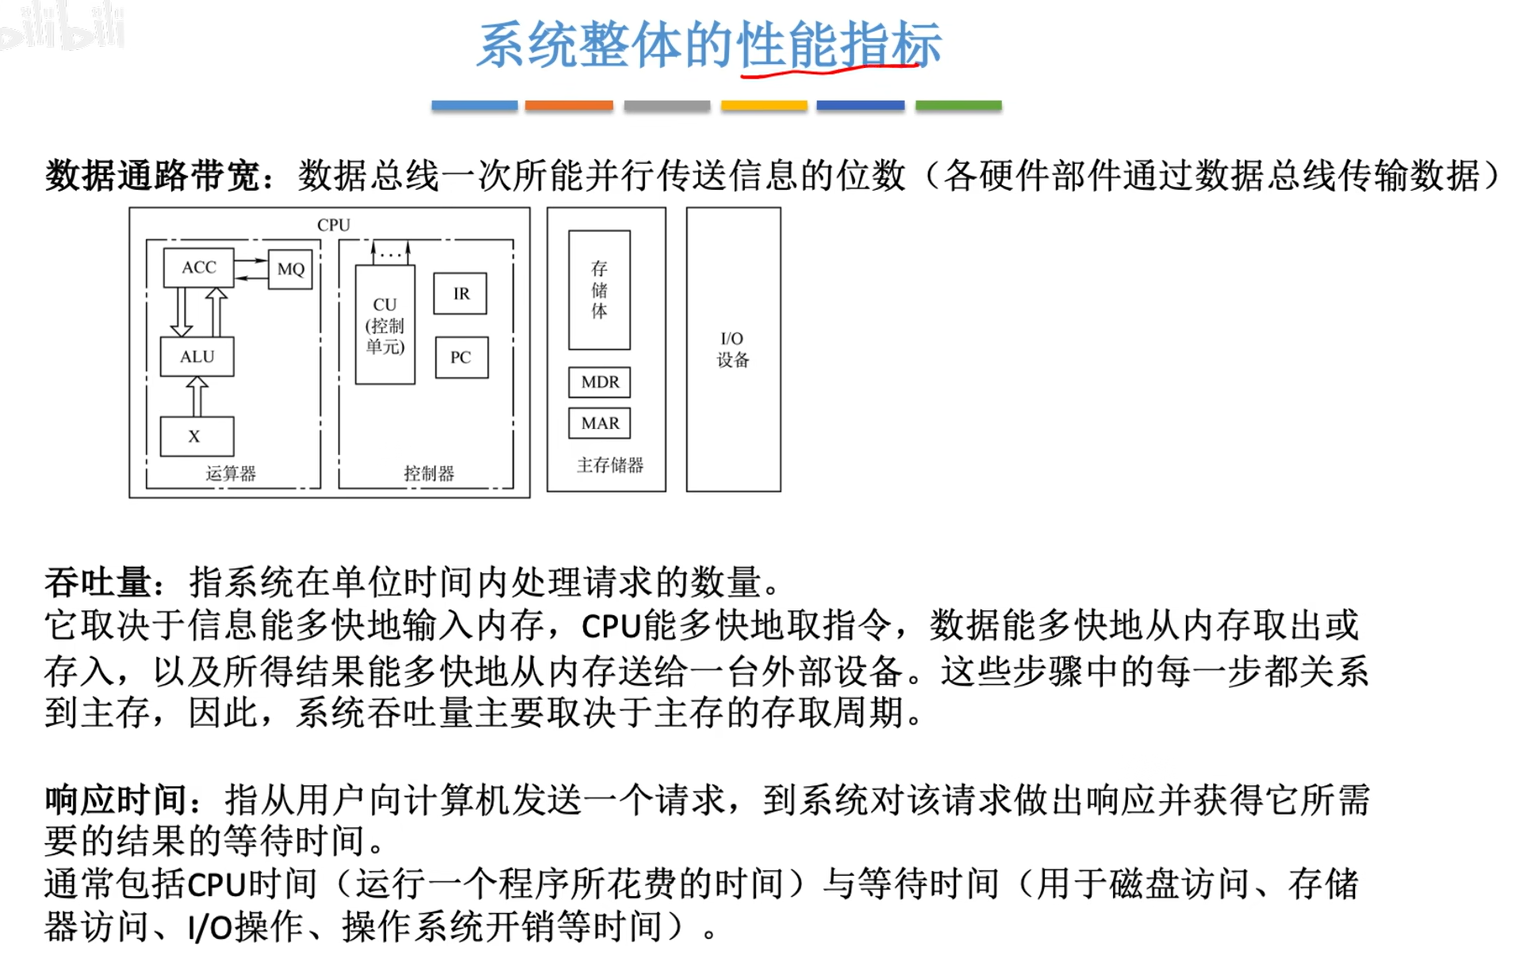 bilibili
系统整体的性能指标
数据通路带宽：数据总线一次所能并行传送信息的位数（各硬件部件通过数据总线传输数据）
CPU
ACC
MQ
ALU
X
运算器
...
CU
(控制
单元)
IR
PC
控制器
存
储
体
MDR
MAR
主存储器
I/O
设备
吞吐量：指系统在单位时间内处理请求的数量。
它取决于信息能多快地输入内存，CPU能多快地取指令，数据能多快地从内存取出或
存入，以及所得结果能多快地从内存送给一台外部设备。这些步骤中的每一步都关系
到主存，因此，系统吞吐量主要取决于主存的存取周期。
响应时间：指从用户向计算机发送一个请求，到系统对该请求做出响应并获得它所需
要的结果的等待时间。
通常包括CPU时间（运行一个程序所花费的时间）与等待时间（用于磁盘访问、存储
器访问、I/O操作、操作系统开销等时间）。